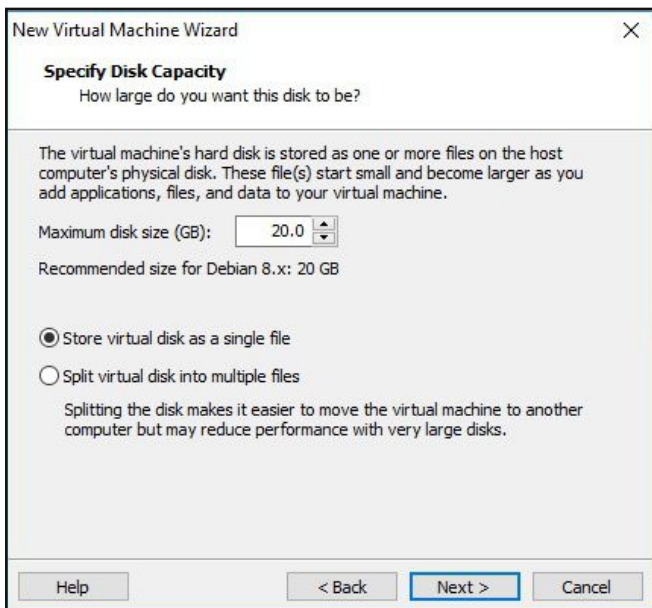 New Virtual Machine Wizard
Specify Disk Capacity
How large do you want this disk to be?
The virtual machine's hard disk is stored as one or more files on the host
computer's physical disk. These file(s) start small and become larger as you
add applications, files, and data to your virtual machine.
Maximum disk size (GB): 20.0
Recommended size for Debian 8.x: 20 GB
Store virtual disk as a single file
Split virtual disk into multiple files
Splitting the disk makes it easier to move the virtual machine to another
computer but may reduce performance with very large disks.
Help < Back Next > Cancel